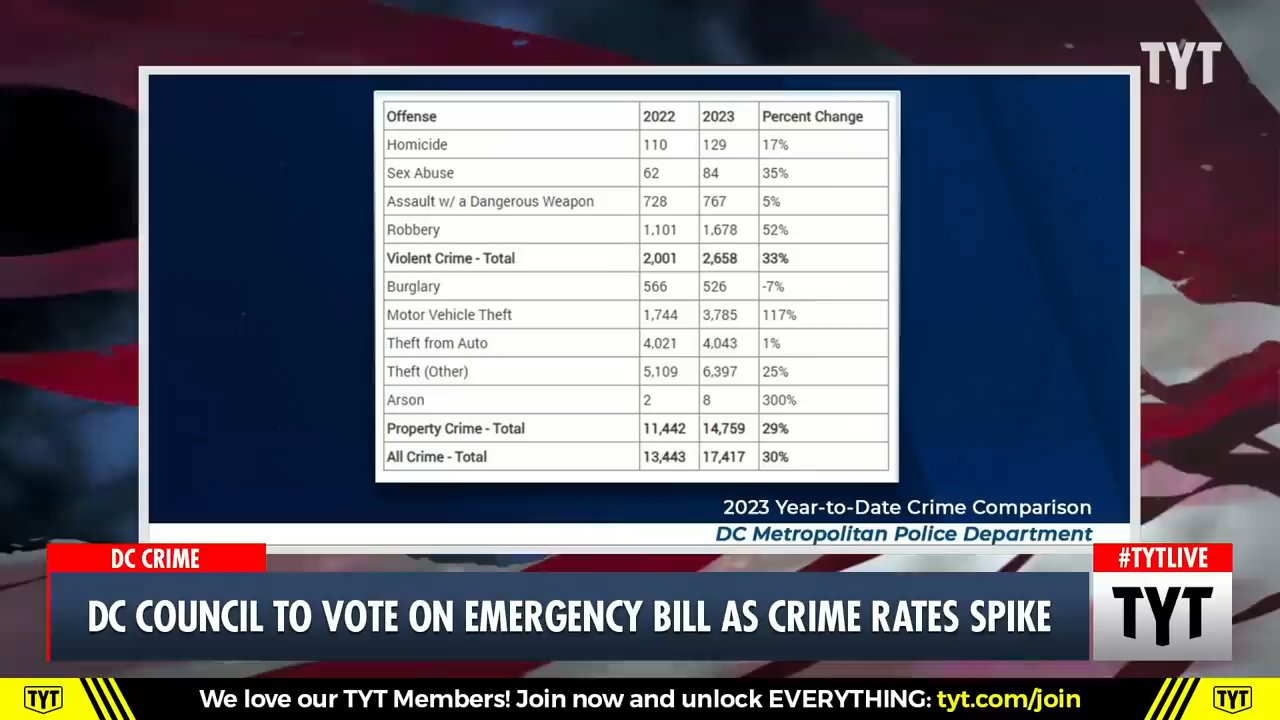 TYT
Offense 2022 2023 Percent Change
Homicide 110 129 17%
Sex Abuse 62 84 35%
Assault w/ a Dangerous Weapon 728 767 5%
Robbery 1,101 1,678 52%
Violent Crime - Total 2,001 2,658 33%
Burglary 566 526 -7%
Motor Vehicle Theft 1,744 3,785 117%
Theft from Auto 4,021 4,043 1%
Theft (Other) 5,109 6,397 25%
Arson 2 8 300%
Property Crime - Total 11,442 14,759 29%
All Crime - Total 13,443 17,417 30%
2023 Year-to-Date Crime Comparison
DC Metropolitan Police Department
DC CRIME
#TYTLIVE
DC COUNCIL TO VOTE ON EMERGENCY BILL AS CRIME RATES SPIKE
TYT
TYT We love our TYT Members! Join now and unlock EVERYTHING: tyt.com/join TYT